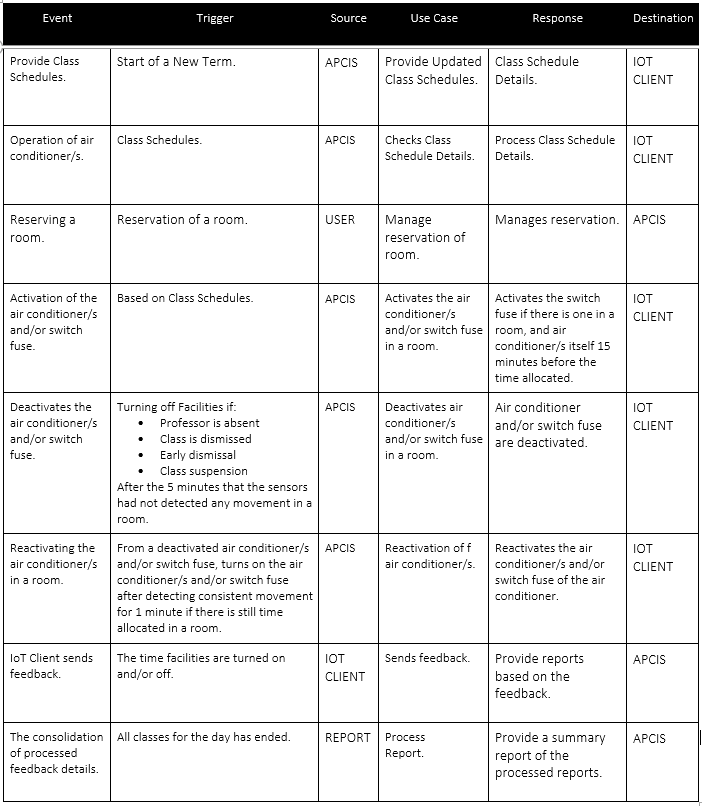 Event Trigger Source Use Case Response Destination
Provide Class
Schedules.
Start of a New Term.
APCIS
Provide Updated
Class Schedules.
Class Schedule
Details.
IOT
CLIENT
Operation of air
conditioner/s.
Class Schedules.
APCIS
Checks Class
Schedule Details.
Process Class Schedule
Details.
IOT
CLIENT
Reserving a
room.
Reservation of a room.
USER
Manage
reservation of
room.
Manages reservation.
APCIS
Activation of the
air conditioner/s
and/or switch
fuse.
Based on Class Schedules.
APCIS
Activates the air
conditioner/s
and/or switch fuse
in a room.
Activates the switch
fuse if there is one in a
room, and air
conditioner/s itself 15
minutes before the
time allocated.
IOT
CLIENT
Deactivates the
air conditioner/s
and/or switch
fuse.
Turning off Facilities if:
• Professor is absent
• Class is dismissed
• Early dismissal
• Class suspension
After the 5 minutes that the sensors
had not detected any movement in a
room.
APCIS
Deactivates air
conditioner/s
and/or switch fuse
in a room.
Air conditioner
and/or switch fuse
are deactivated.
IOT
CLIENT
Reactivating the
air conditioner/s
in a room.
From a deactivated air conditioner/s
and/or switch fuse, turns on the air
conditioner/s and/or switch fuse
after detecting consistent movement
for 1 minute if there is still time
allocated in a room.
APCIS
Reactivation of f
air conditioner/s.
Reactivates the air
conditioner/s and/or
switch fuse of the air
conditioner.
IOT
CLIENT
IoT Client sends
feedback.
The time facilities are turned on
and/or off.
IOT
CLIENT
Sends feedback.
Provide reports
based on the
feedback.
APCIS
The consolidation
of processed
feedback details.
All classes for the day has ended.
REPORT
Process
Report.
Provide a summary
report of the
processed reports.
APCIS